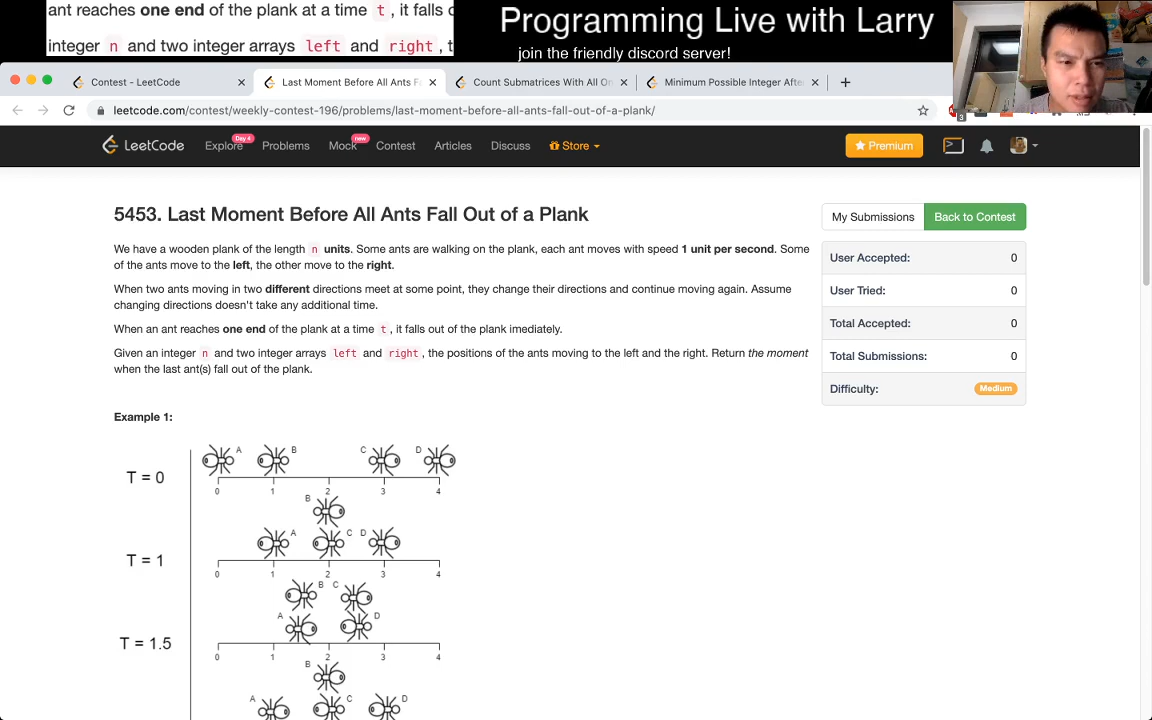 ant reaches one end of the plank at a time t, it falls
integer n and two integer arrays left and right,
Programming Live with Larry
join the friendly discord server!
Contest - LeetCode
Last Moment Before All Ants F
Count Submatrices With All On
Minimum Possible Integer After
leetcode.com/contest/weekly-contest-196/problems/last-moment-before-all-ants-fall-out-of-a-plank/
3
LeetCode Explore Day 4 Problems Mock new Contest Articles Discuss Store Premium
5453. Last Moment Before All Ants Fall Out of a Plank
My Submissions Back to Contest
We have a wooden plank of the length n units. Some ants are walking on the plank, each ant moves with speed 1 unit per second. Some
of the ants move to the left, the other move to the right.
When two ants moving in two different directions meet at some point, they change their directions and continue moving again. Assume
changing directions doesn't take any additional time.
When an ant reaches one end of the plank at a time t, it falls out of the plank imediately.
Given an integer n and two integer arrays left and right, the positions of the ants moving to the left and the right. Return the moment
when the last ant(s) fall out of the plank.
User Accepted: 0
User Tried: 0
Total Accepted: 0
Total Submissions: 0
Difficulty: Medium
Example 1:
A B C D
T = 0
0 1 2 3 4
B
A C D
T = 1
0 1 2 3 4
B C
A D
T = 1.5
0 1 2 3 4
B
A C D